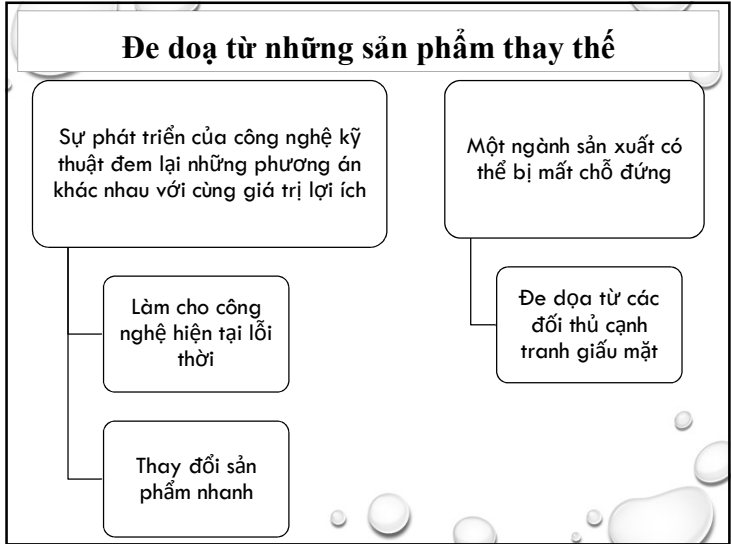 Đe doạ từ những sản phẩm thay thế
Sự phát triển của công nghệ kỹ
thuật đem lại những phương án
khác nhau với cùng giá trị lợi ích
Làm cho công
nghệ hiện tại lỗi
thời
Thay đổi sản
phẩm nhanh
Một ngành sản xuất có
thể bị mất chỗ đứng
Đe dọa từ các
đối thủ cạnh
tranh giấu mặt